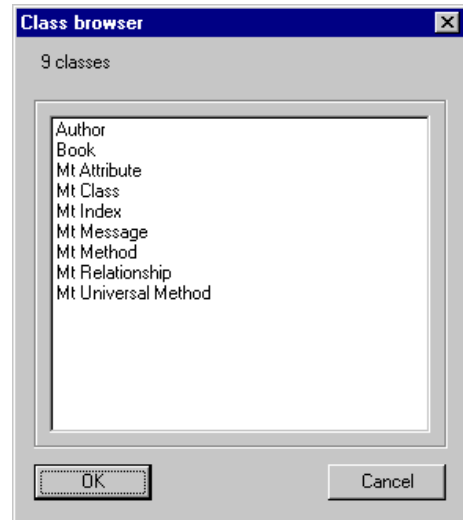 Class browser
9 classes
Author
Book
Mt Attribute
Mt Class
Mt Index
Mt Message
Mt Method
Mt Relationship
Mt Universal Method
OK Cancel